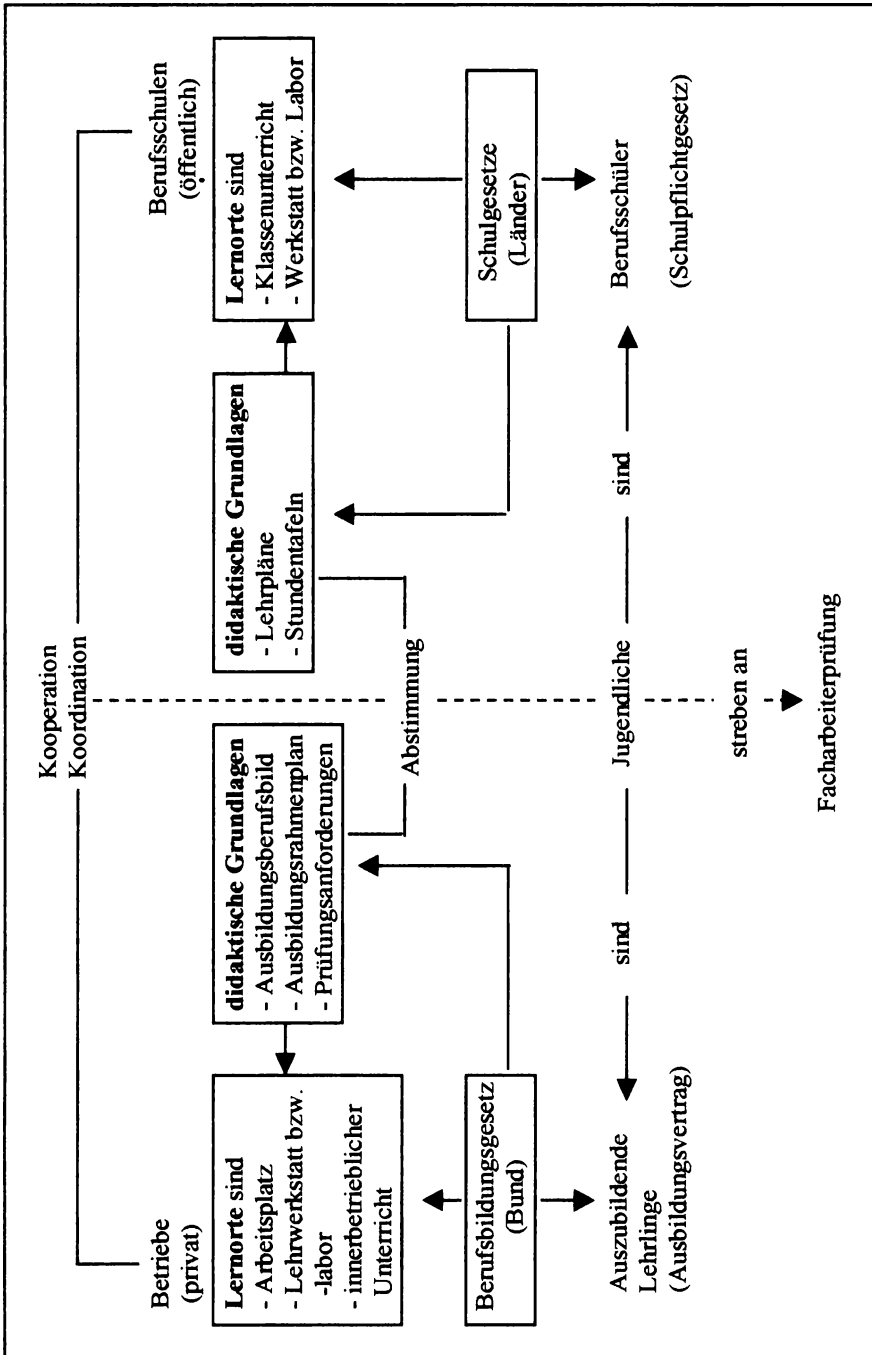 Kooperation
Koordination
Betriebe
(privat)
Berufsschulen
(öffentlich)
Lernorte sind
- Arbeitsplatz
- Lehrwerkstatt bzw.
-labor
- innerbetrieblicher
Unterricht
didaktische Grundlagen
- Ausbildungsberufsbild
- Ausbildungsrahmenplan
- Prüfungsanforderungen
didaktische Grundlagen
- Lehrpläne
- Stundentafeln
Lernorte sind
- Klassenunterricht
- Werkstatt bzw. Labor
Abstimmung
Berufsbildungsgesetz
(Bund)
Schulgesetze
(Länder)
Auszubildende
Lehrlinge
(Ausbildungsvertrag)
sind
Jugendliche
sind
Berufsschüler
(Schulpflichtgesetz)
streben an
Facharbeiterprüfung